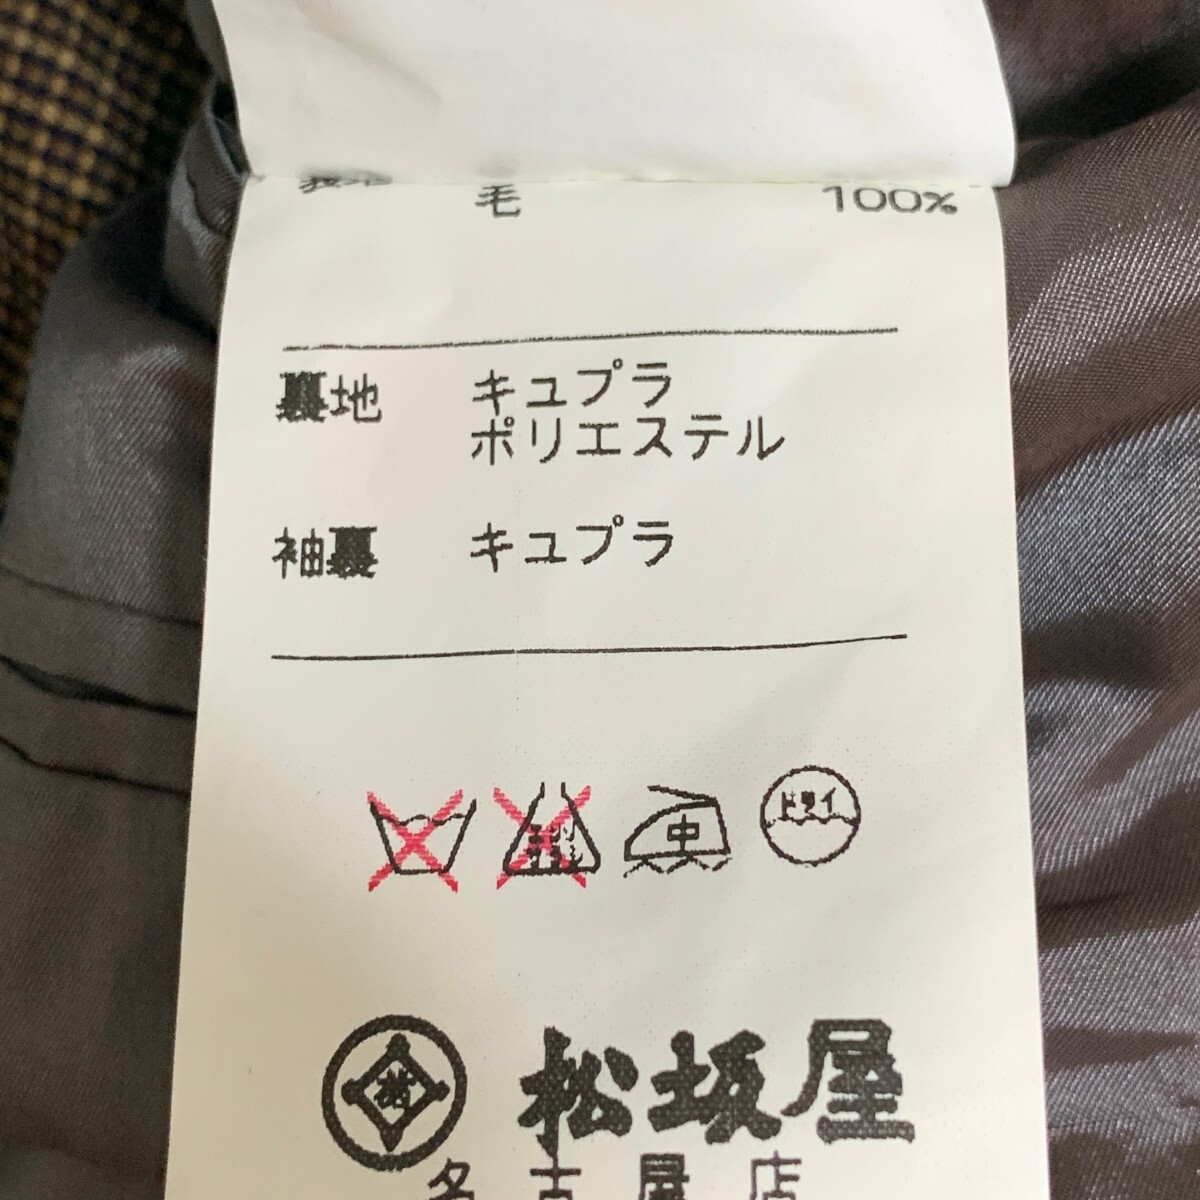 毛 100%
裏地 キュプラ
ポリエステル
袖裏 キュプラ
中 ドライ
松坂屋
名古屋店